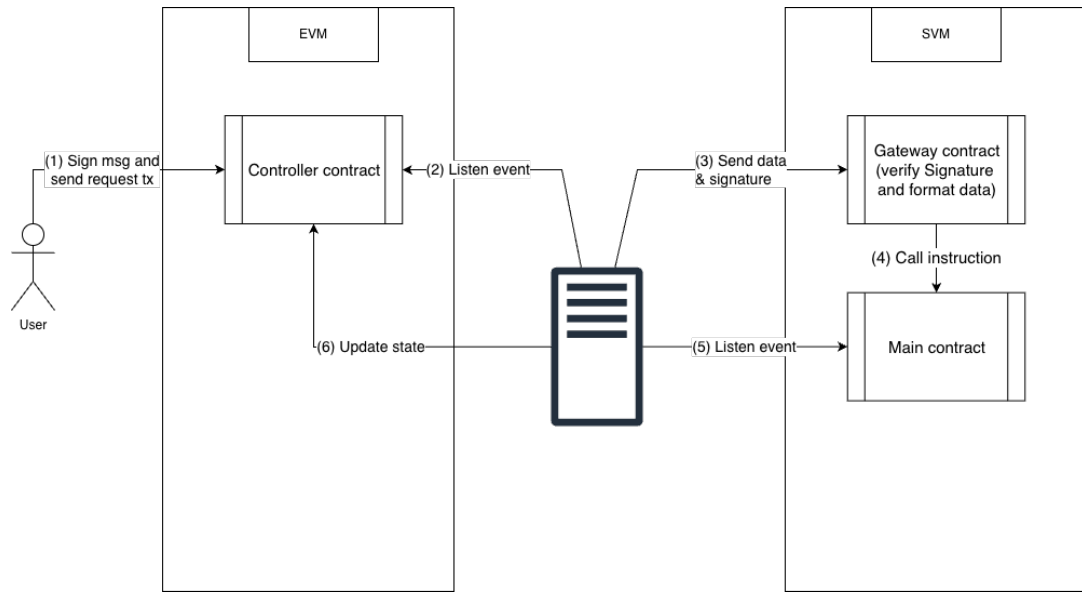 EVM
SVM
(1) Sign msg and
send request tx
Controller contract
(2) Listen event
(3) Send data
& signature
Gateway contract
(verify Signature
and format data)
(4) Call instruction
User
(6) Update state
(5) Listen event
Main contract